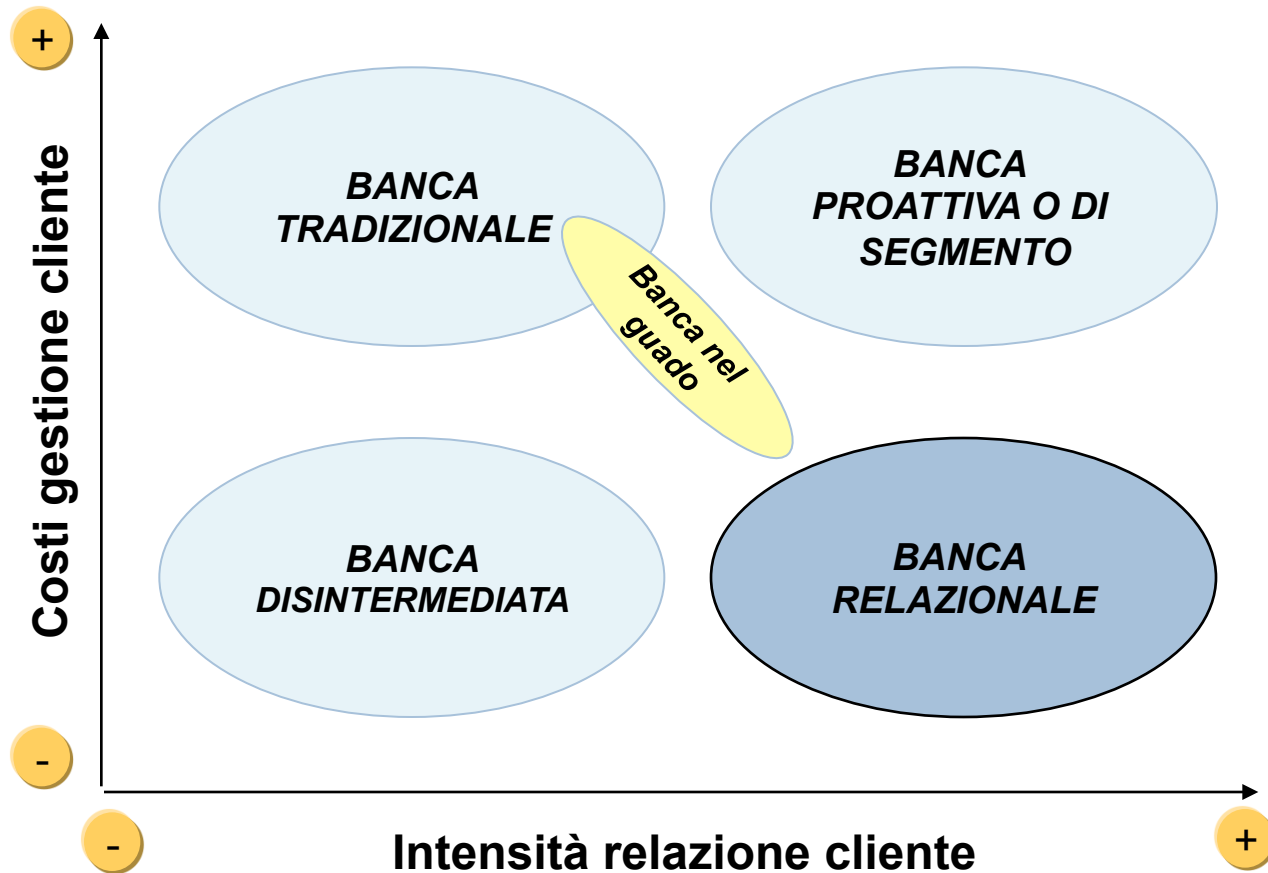 +
Costi gestione cliente
BANCA
TRADIZIONALE
BANCA
PROATTIVA O DI
SEGMENTO
Banca nel
guado
BANCA
DISINTERMEDIATA
BANCA
RELAZIONALE
-
-
Intensità relazione cliente
+